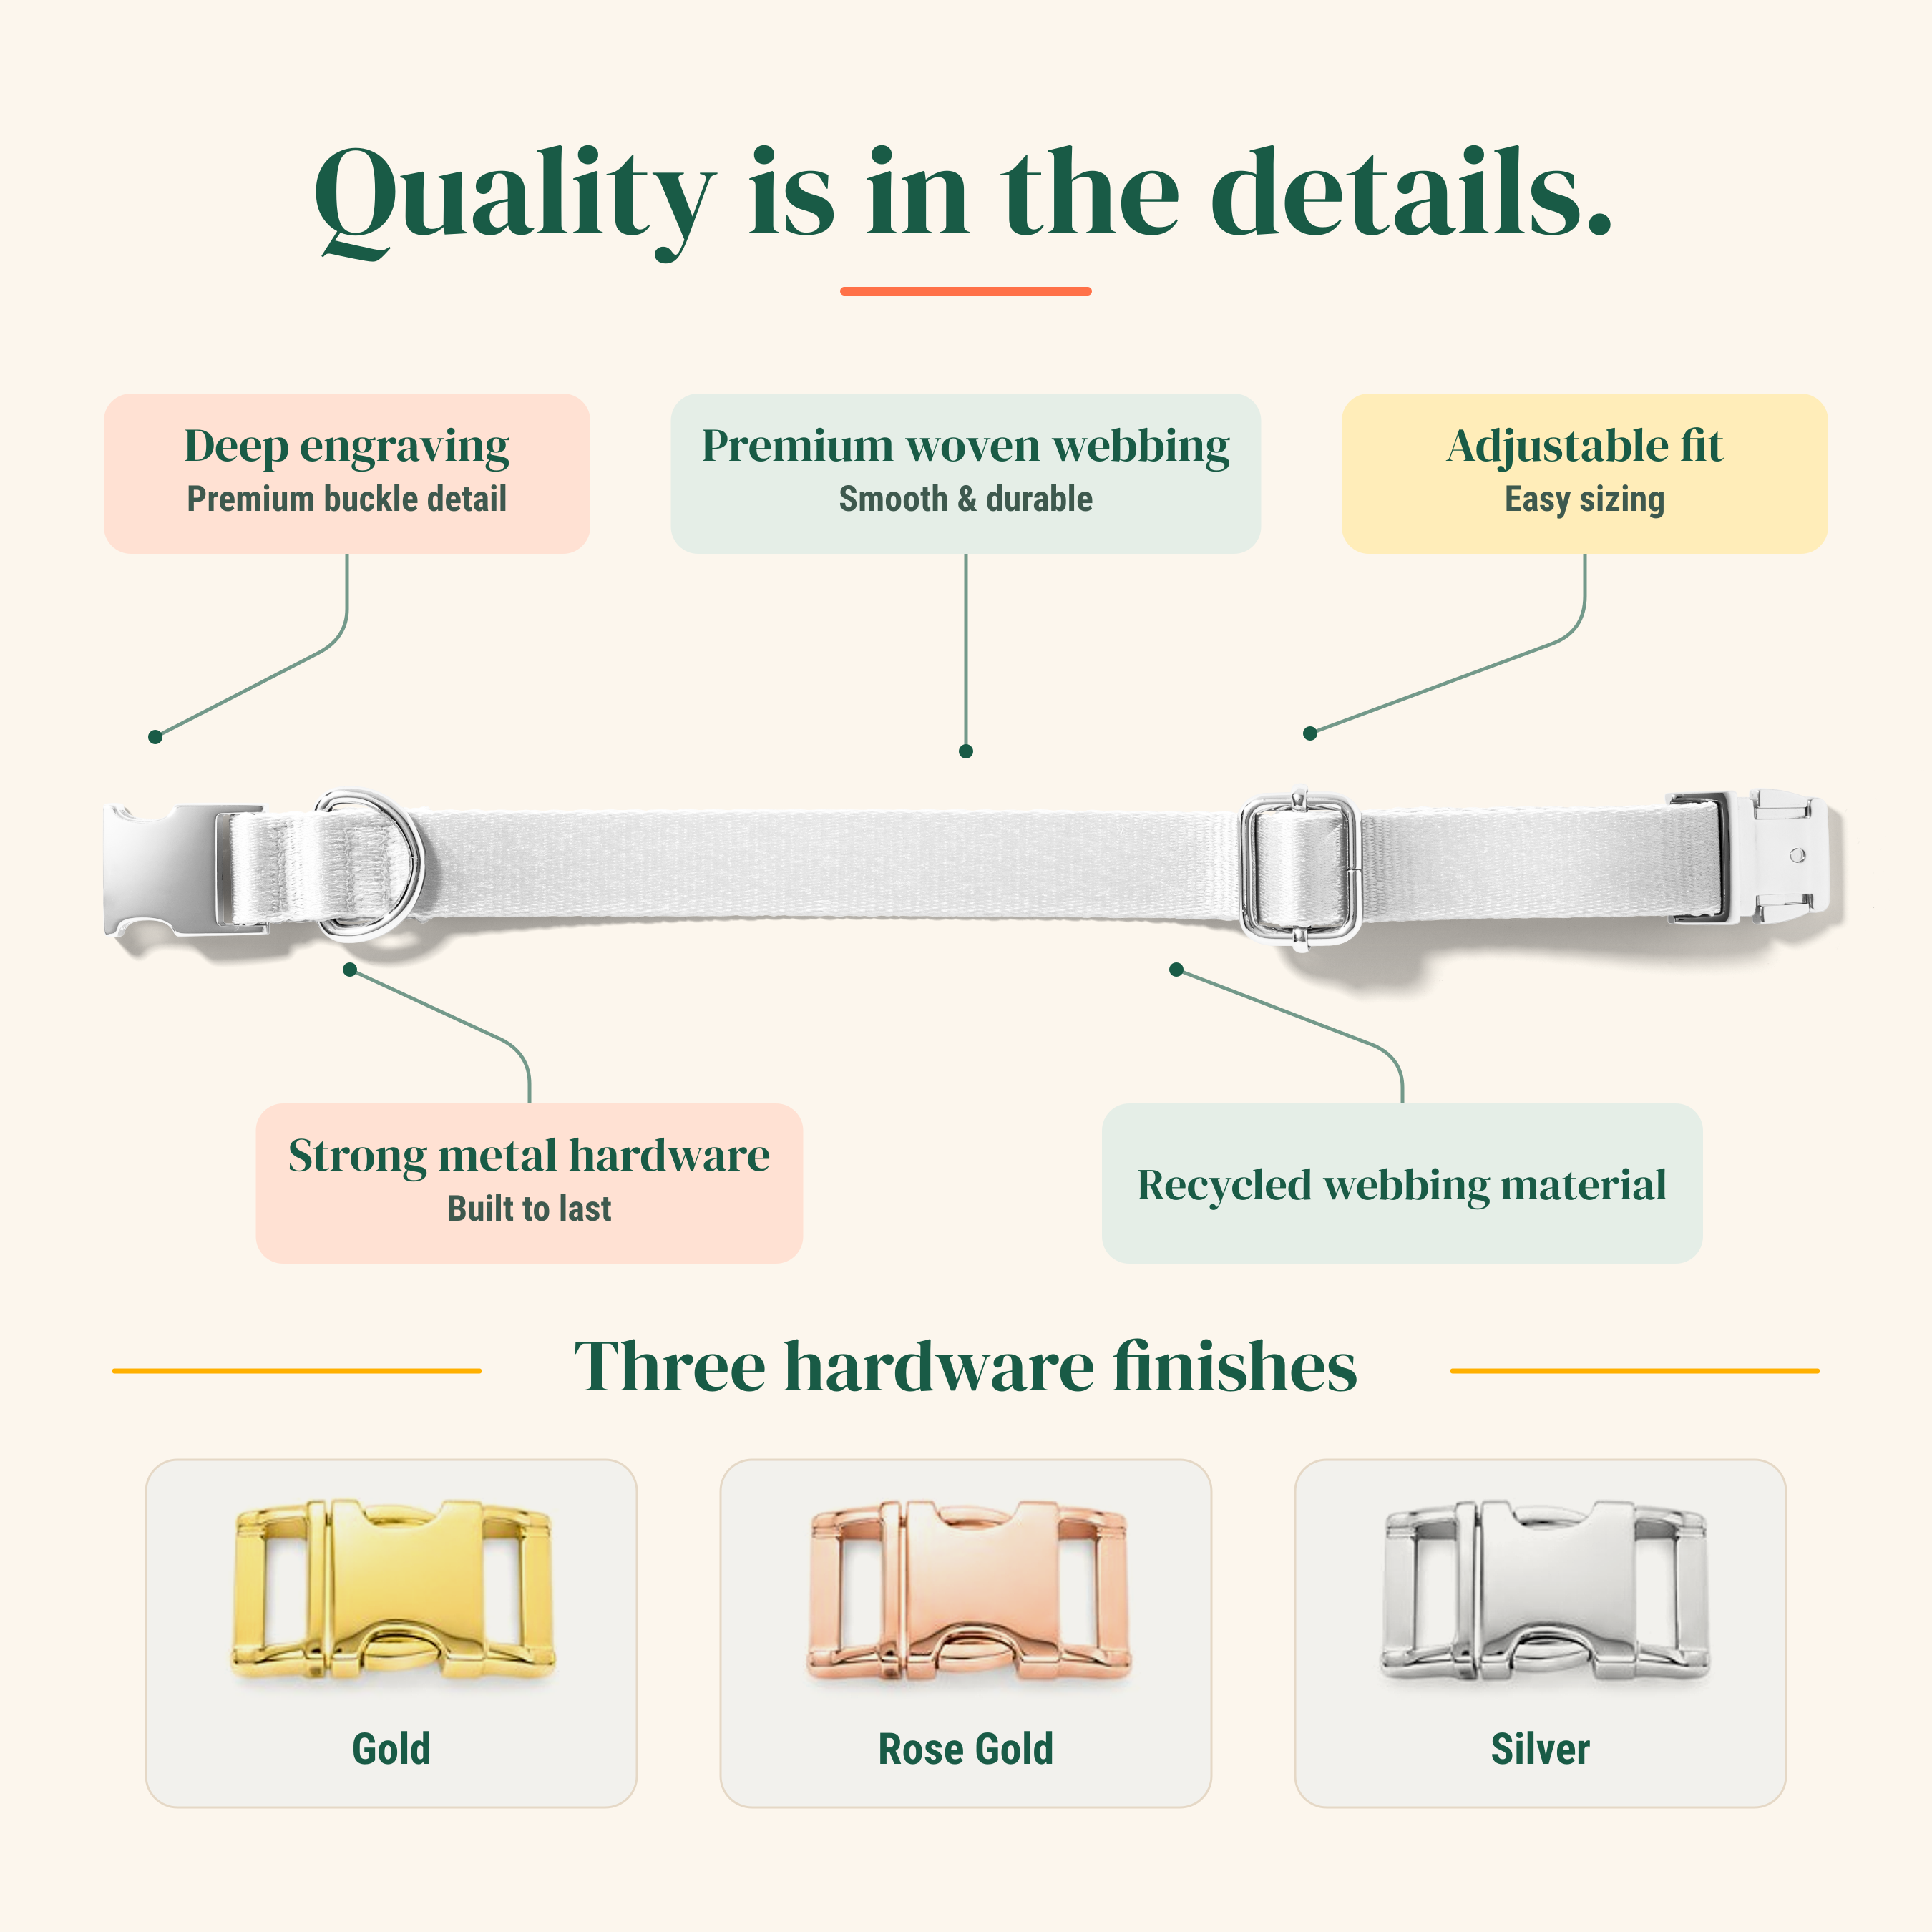 Quality is in the details.
Deep engraving
Premium buckle detail
Premium woven webbing
Smooth & durable
Adjustable fit
Easy sizing
Strong metal hardware
Built to last
Recycled webbing material
Three hardware finishes
Gold
Rose Gold
Silver